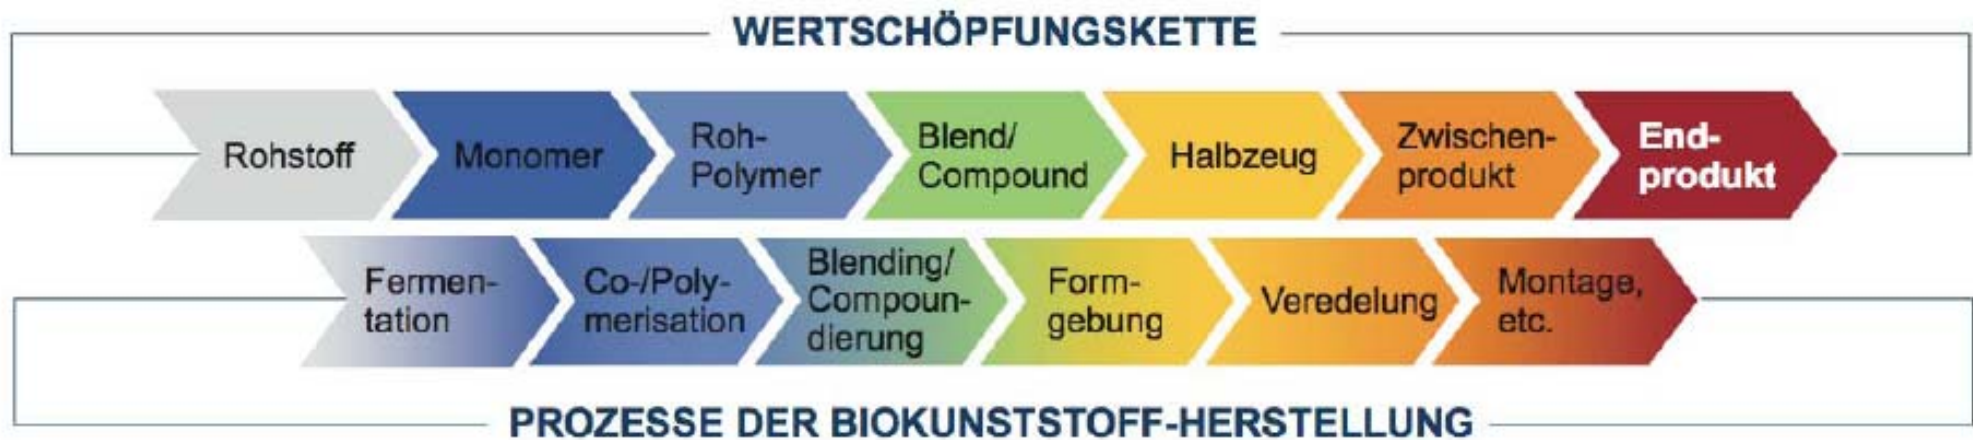 WERTSCHÖPFUNGSKETTE
Rohstoff
Monomer
Roh-
Polymer
Blend/
Compound
Halbzeug
Zwischen-
produkt
End-
produkt
Fermen-
tation
Co-/Poly-
merisation
Blending/
Compoun-
dierung
Form-
gebung
Veredelung
Montage,
etc.
PROZESSE DER BIOKUNSTSTOFF-HERSTELLUNG